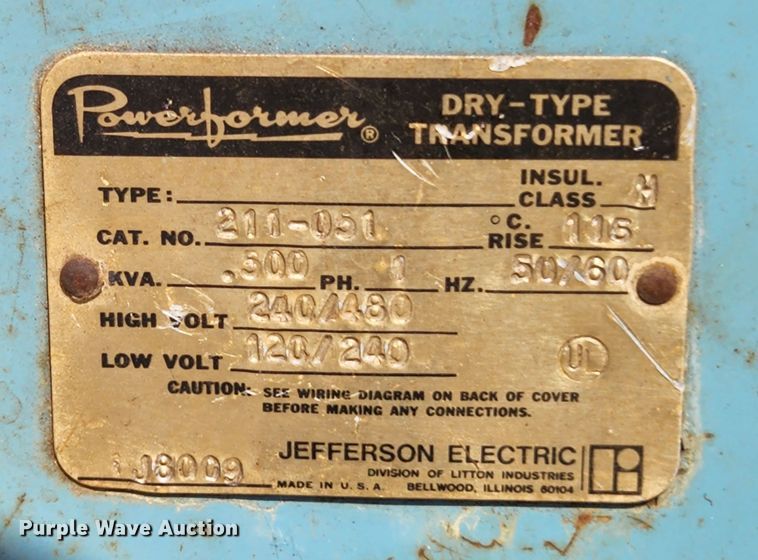 Powerformer®
DRY-TYPE
TRANSFORMER
INSUL.
TYPE: CLASS H
CAT. NO. 211-051 °C. RISE 115
KVA. .500 PH. 1 HZ. 50/60
HIGH VOLT 240/480
LOW VOLT 120/240
UL
CAUTION: SEE WIRING DIAGRAM ON BACK OF COVER
BEFORE MAKING ANY CONNECTIONS.
J8009
JEFFERSON ELECTRIC
DIVISION OF LITTON INDUSTRIES
MADE IN U.S.A. BELLWOOD, ILLINOIS 60104
Purple Wave Auction